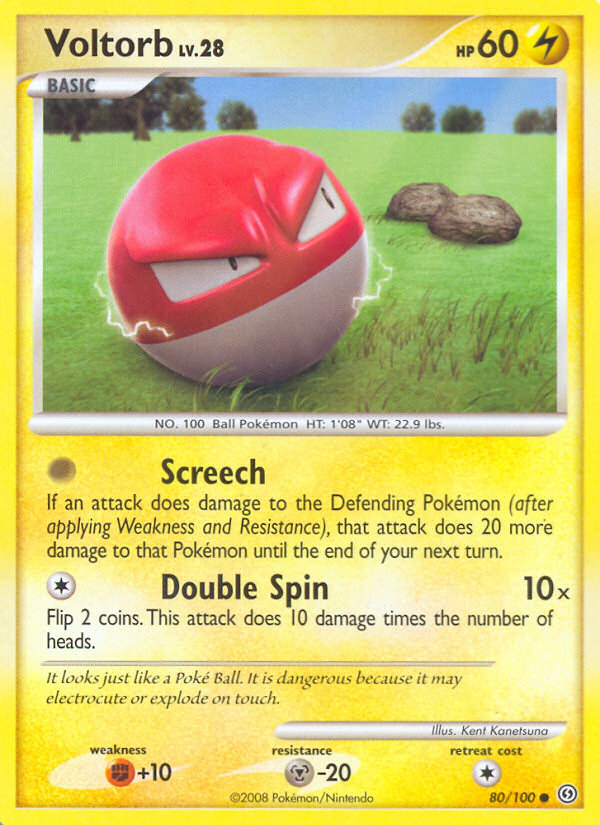 Voltorb LV.28
HP 60
BASIC
NO. 100 Ball Pokémon HT: 1'08" WT: 22.9 lbs.
Screech
If an attack does damage to the Defending Pokémon (after
applying Weakness and Resistance), that attack does 20 more
damage to that Pokémon until the end of your next turn.
Double Spin 10x
Flip 2 coins. This attack does 10 damage times the number of
heads.
It looks just like a Poké Ball. It is dangerous because it may
electrocute or explode on touch.
Illus. Kent Kanetsuna
weakness resistance retreat cost
+10 -20
©2008 Pokémon/Nintendo 80/100